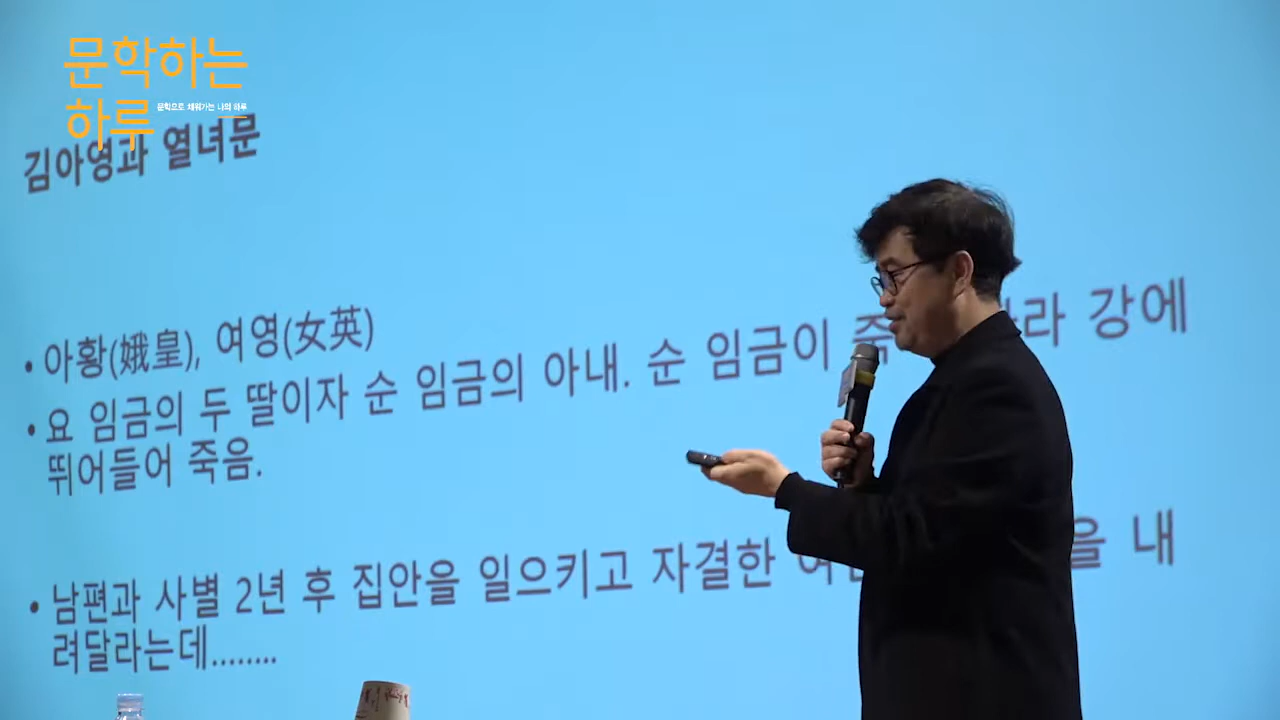 문학하는
하루 문학으로 채워가는 나의 하루
김아영과 열녀문
• 아황(娥皇), 여영(女英)
• 요 임금의 두 딸이자 순 임금의 아내. 순 임금이 강에
뛰어들어 죽음.
• 남편과 사별 2년 후 집안을 일으키고 자결한 내
려달라는데........